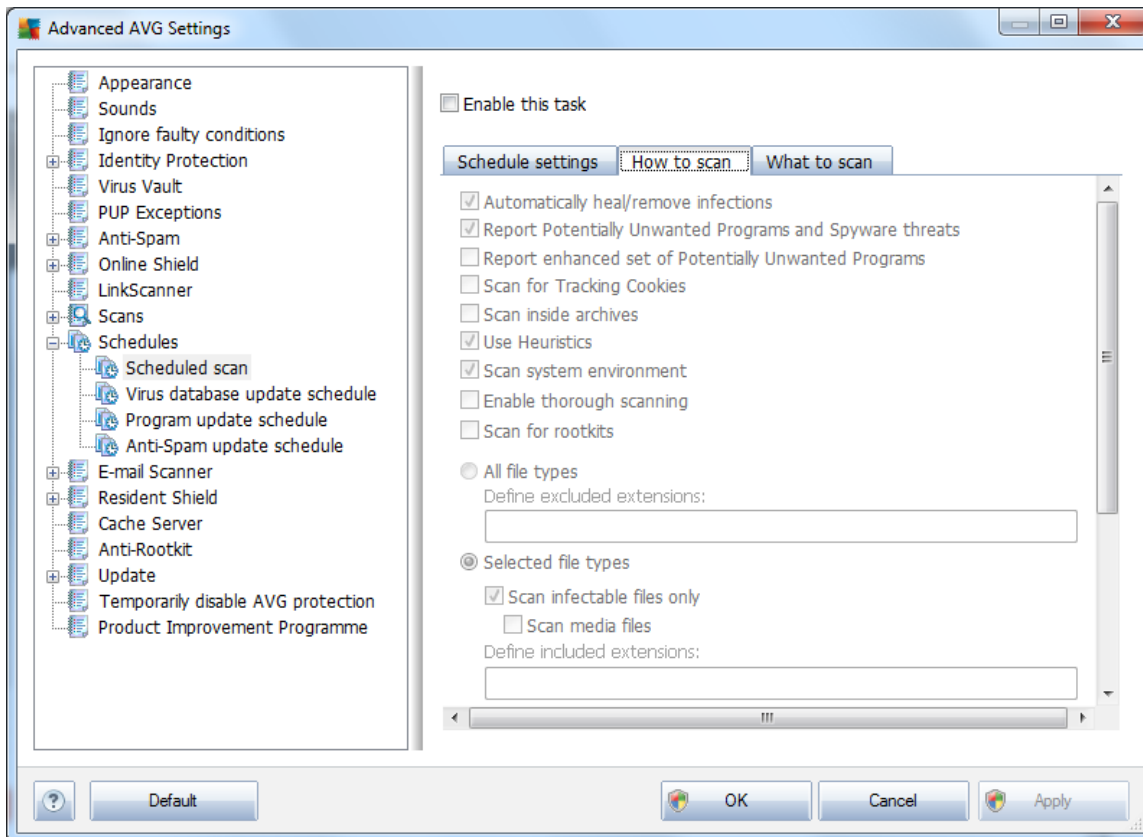 Advanced AVG Settings
Appearance
Sounds
Ignore faulty conditions
Identity Protection
Virus Vault
PUP Exceptions
Anti-Spam
Online Shield
LinkScanner
Scans
Schedules
Scheduled scan
Virus database update schedule
Program update schedule
Anti-Spam update schedule
E-mail Scanner
Resident Shield
Cache Server
Anti-Rootkit
Update
Temporarily disable AVG protection
Product Improvement Programme
Enable this task
Schedule settings How to scan What to scan
Automatically heal/remove infections
Report Potentially Unwanted Programs and Spyware threats
Report enhanced set of Potentially Unwanted Programs
Scan for Tracking Cookies
Scan inside archives
Use Heuristics
Scan system environment
Enable thorough scanning
Scan for rootkits
All file types
Define excluded extensions:
Selected file types
Scan infectable files only
Scan media files
Define included extensions:
? Default OK Cancel Apply